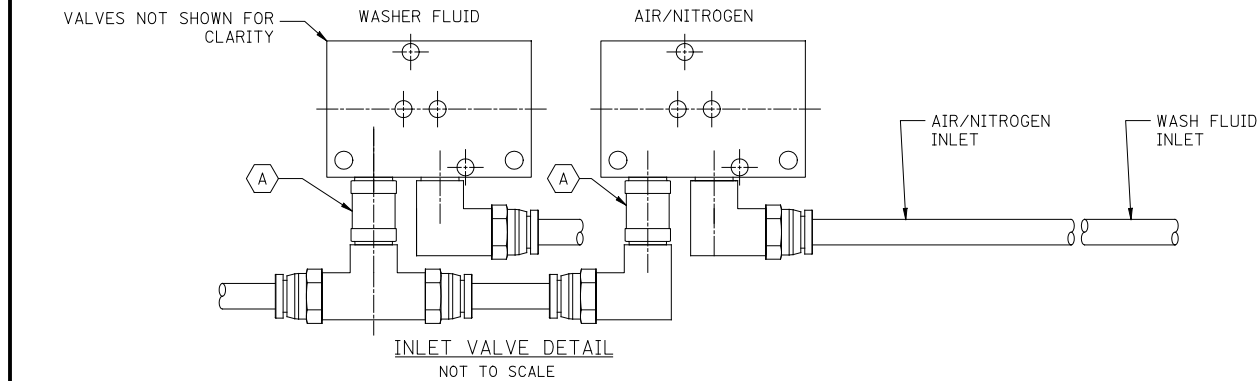 VALVES NOT SHOWN FOR
CLARITY
WASHER FLUID
AIR/NITROGEN
AIR/NITROGEN
INLET
WASH FLUID
INLET
A
A
INLET VALVE DETAIL
NOT TO SCALE